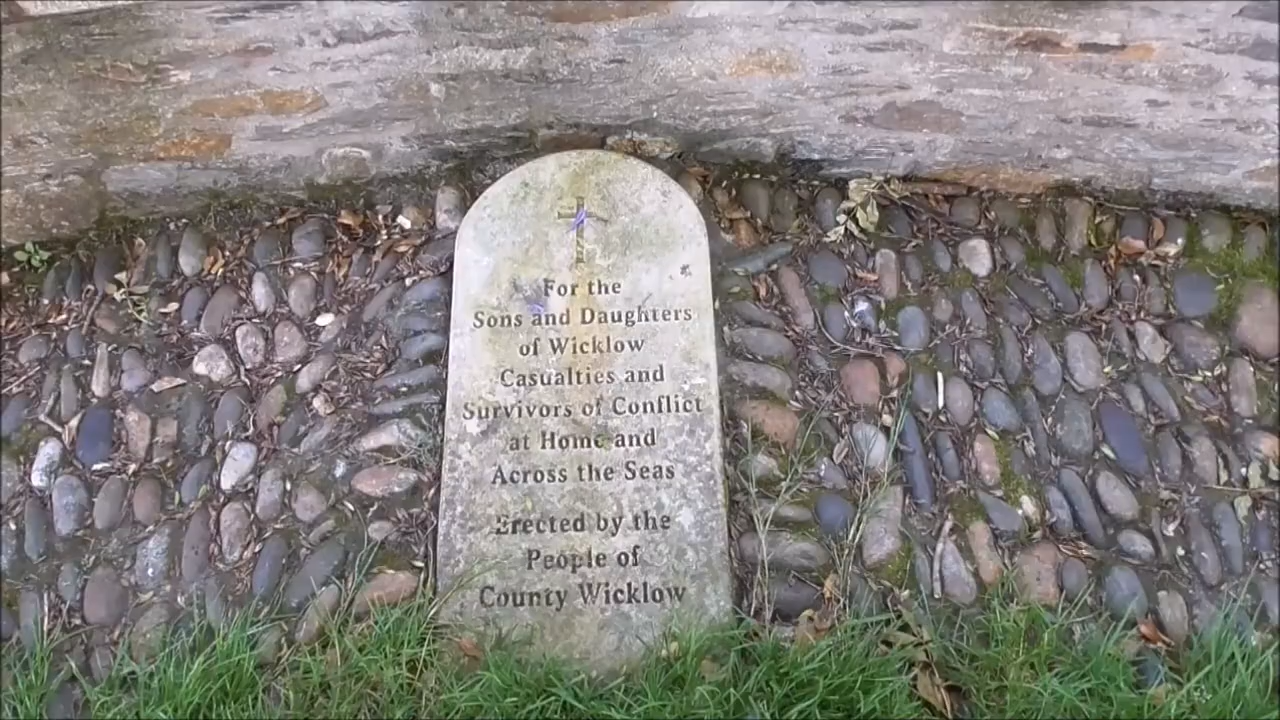 For the
Sons and Daughters
of Wicklow
Casualties and
Survivors of Conflict
at Home and
Across the Seas
Erected by the
People of
County Wicklow